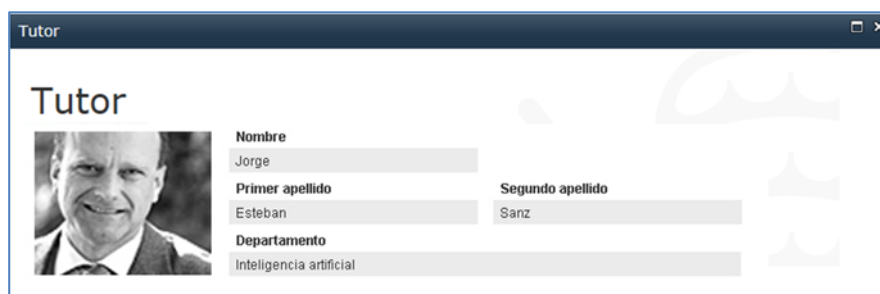 Tutor
Tutor
Nombre
Jorge
Primer apellido Segundo apellido
Esteban Sanz
Departamento
Inteligencia artificial